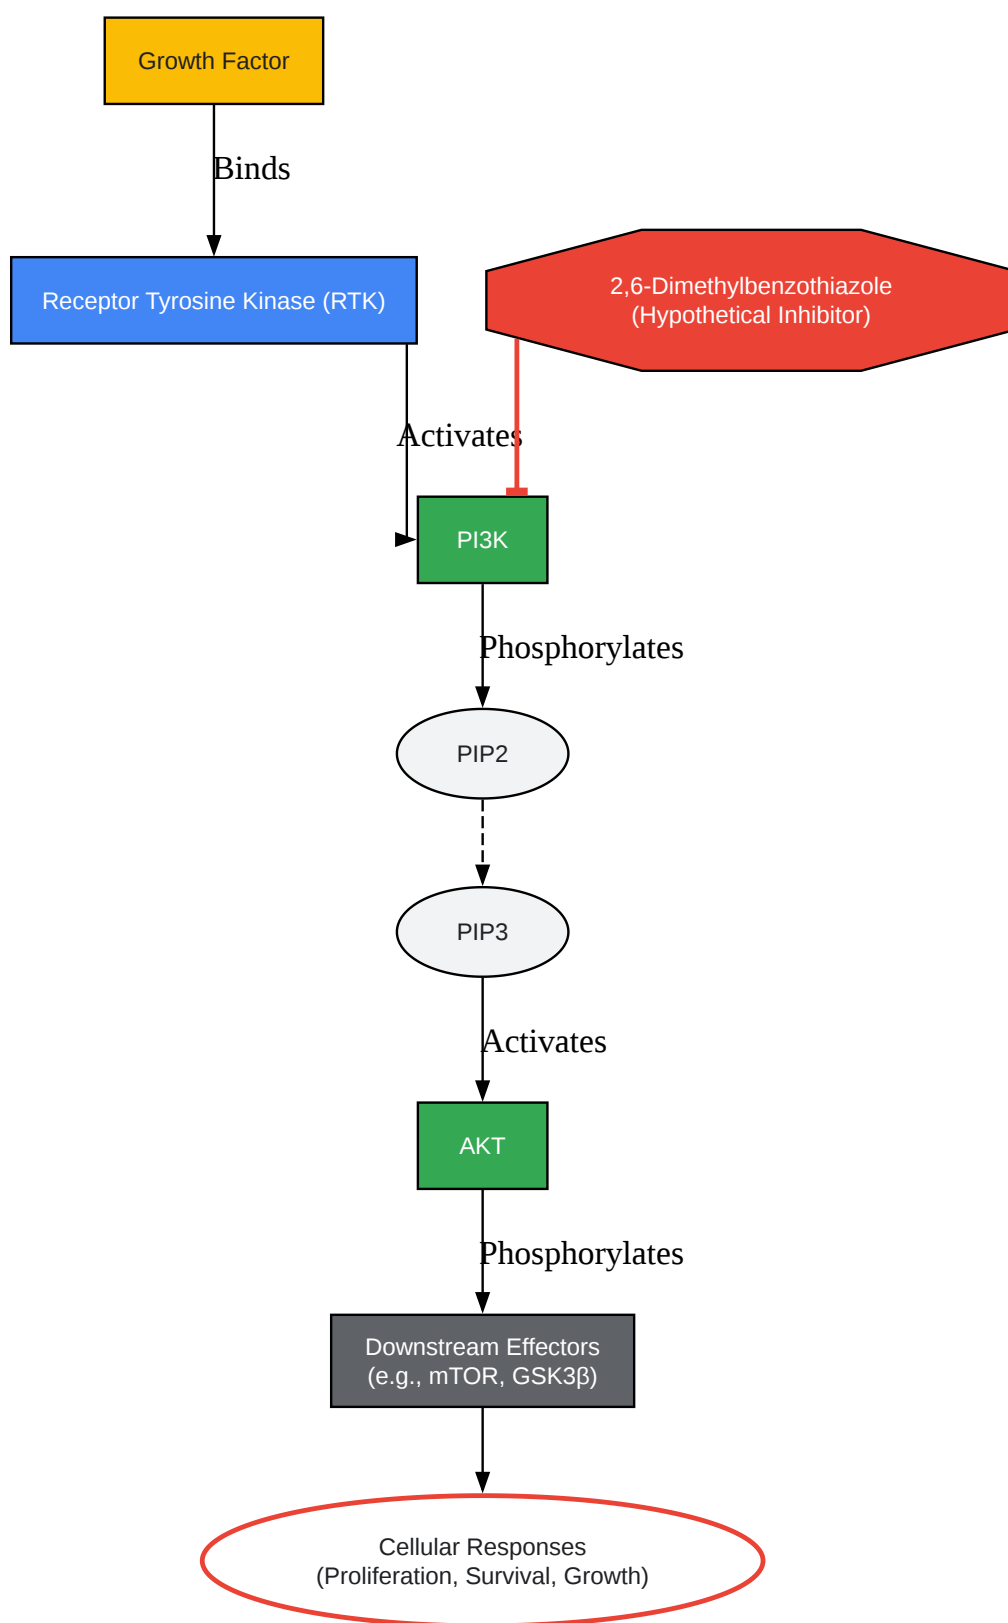 Growth Factor
Binds
Receptor Tyrosine Kinase (RTK)
2,6-Dimethylbenzothiazole
(Hypothetical Inhibitor)
Activates
PI3K
Phosphorylates
PIP2
PIP3
Activates
AKT
Phosphorylates
Downstream Effectors
(e.g., mTOR, GSK3β)
Cellular Responses
(Proliferation, Survival, Growth)